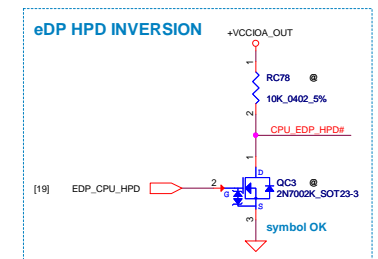 eDP HPD INVERSION
+VCCIOA_OUT
1
RC78 @
10K_0402_5%
2
CPU_EDP_HPD#
1
D
[19] EDP_CPU_HPD
2
G
QC3 @
2N7002K_SOT23-3
S
3
symbol OK